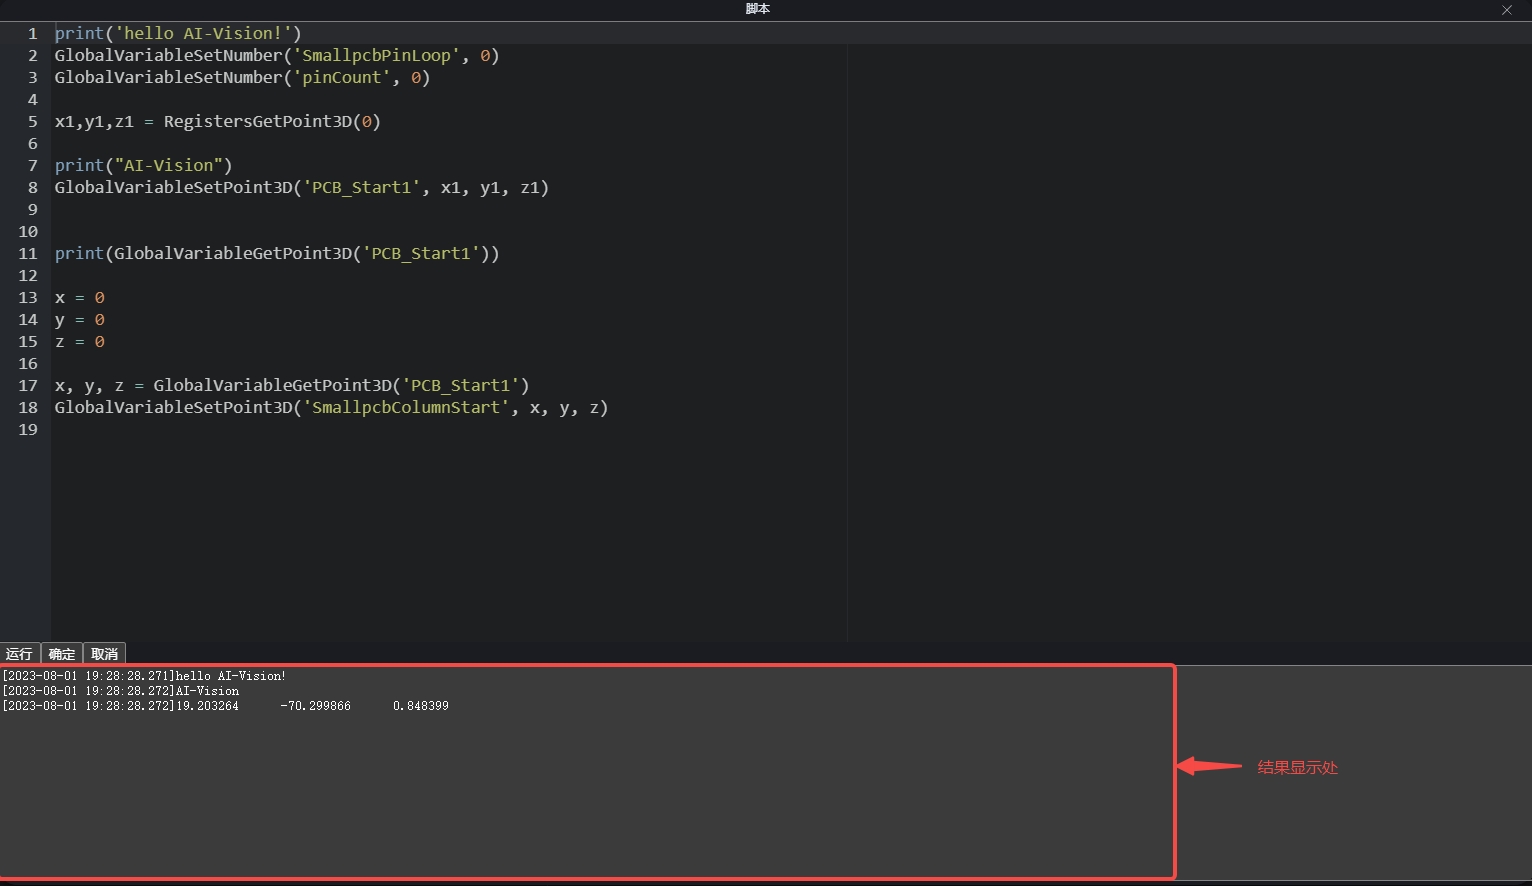 脚本
1 print('hello AI-Vision!')
2 GlobalVariableSetNumber('SmallpcbPinLoop', 0)
3 GlobalVariableSetNumber('pinCount', 0)
4
5 x1,y1,z1 = RegistersGetPoint3D(0)
6
7 print("AI-Vision")
8 GlobalVariableSetPoint3D('PCB_Start1', x1, y1, z1)
9
10
11 print(GlobalVariableGetPoint3D('PCB_Start1'))
12
13 x = 0
14 y = 0
15 z = 0
16
17 x, y, z = GlobalVariableGetPoint3D('PCB_Start1')
18 GlobalVariableSetPoint3D('SmallpcbColumnStart', x, y, z)
19
运行 确定 取消
[2023-08-01 19:28:28.271]hello AI-Vision!
[2023-08-01 19:28:28.272]AI-Vision
[2023-08-01 19:28:28.272]19.203264 -70.299866 0.848399
结果显示处